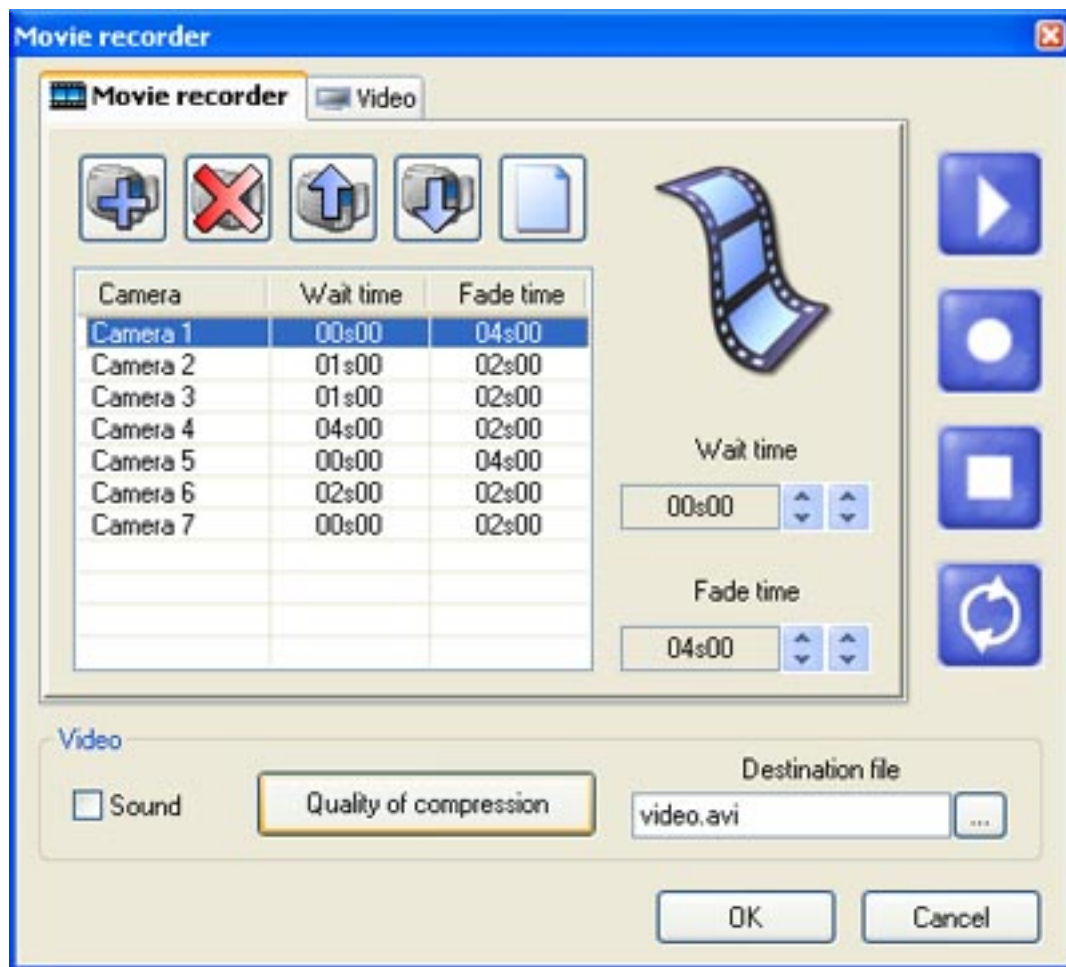 Movie recorder
Movie recorder Video
Camera Wait time Fade time
Camera 1 00s00 04s00
Camera 2 01s00 02s00
Camera 3 01s00 02s00
Camera 4 04s00 02s00
Camera 5 00s00 04s00
Camera 6 02s00 02s00
Camera 7 00s00 02s00
Wait time
00s00
Fade time
04s00
Video
Sound
Quality of compression
Destination file
video.avi ...
OK Cancel